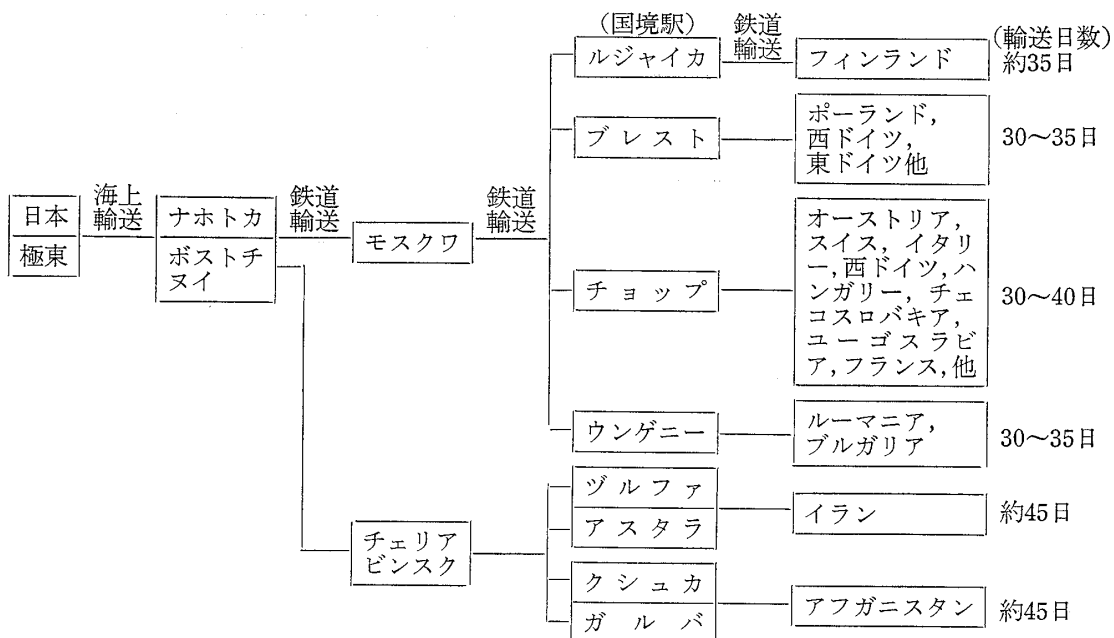 (国境駅)
鉄道
輸送
(輸送日数)
ルジャイカ
フィンランド
約35日
ブレスト
ポーランド,
西ドイツ,
東ドイツ他
30〜35日
日本
極東
海上
輸送
ナホトカ
ボストチ
ヌイ
鉄道
輸送
モスクワ
鉄道
輸送
チョップ
オーストリア,
スイス, イタリ
ー, 西ドイツ, ハ
ンガリー, チェ
コスロバキア,
ユーゴスラビ
ア, フランス, 他
30〜40日
ウンゲニー
ルーマニア,
ブルガリア
30〜35日
チェリア
ビンスク
ヅルファ
アスタラ
イラン
約45日
クシュカ
ガルバ
アフガニスタン
約45日